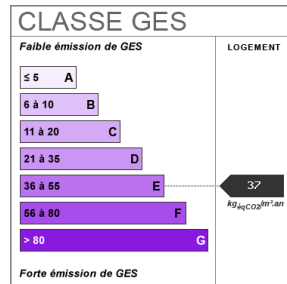 CLASSE GES
Faible émission de GES
LOGEMENT
≤ 5 A
6 à 10 B
11 à 20 C
21 à 35 D
36 à 55 E
37
kgéqCO2/m².an
56 à 80 F
> 80 G
Forte émission de GES